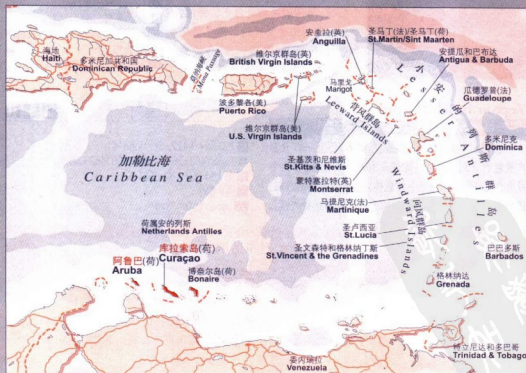 海地
Haiti
多米尼加共和国
Dominican Republic
莫纳海峡
Mona Passage
维尔京群岛(英)
British Virgin Islands
安圭拉(英)
Anguilla
圣马丁(法)/圣马丁(荷)
St.Martin/Sint Maarten
安提瓜和巴布达
Antigua & Barbuda
波多黎各(美)
Puerto Rico
马里戈
Marigot
背风群岛
Leeward Islands
小安的列斯群岛
Lesser Antilles
瓜德罗普(法)
Guadeloupe
维尔京群岛(美)
U.S. Virgin Islands
多米尼克
Dominica
加勒比海
Caribbean Sea
圣基茨和尼维斯
St.Kitts & Nevis
蒙特塞拉特(英)
Montserrat
马提尼克(法)
Martinique
向风群岛
Windward Islands
荷属安的列斯
Netherlands Antilles
圣卢西亚
St.Lucia
库拉索岛(荷)
Curaçao
圣文森特和格林纳丁斯
St.Vincent & the Grenadines
巴巴多斯
Barbados
阿鲁巴(荷)
Aruba
博奈尔岛(荷)
Bonaire
格林纳达
Grenada
特立尼达和多巴哥
Trinidad & Tobago
委内瑞拉
Venezuela